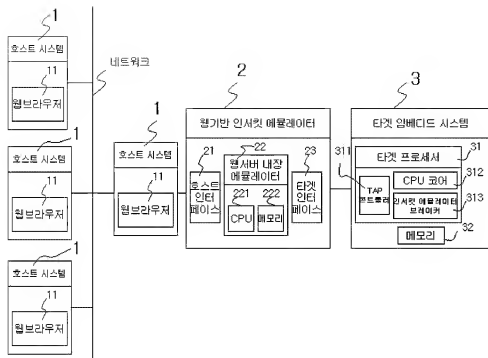 1
호스트 시스템
11
웹브라우저
네트워크
1
호스트 시스템
11
웹브라우저
1
호스트 시스템
11
웹브라우저
1
호스트 시스템
11
웹브라우저
2
웹기반 인서킷 에뮬레이터
21
호스트
인터
페이스
22
웹서버 내장
에뮬레이터
221
CPU
222
메모리
23
타겟
인터
페이스
3
타겟 임베디드 시스템
타겟 프로세서
31
311
TAP
콘트롤러
CPU 코어
312
인서킷 에뮬레이터
브레이커
313
메모리
32